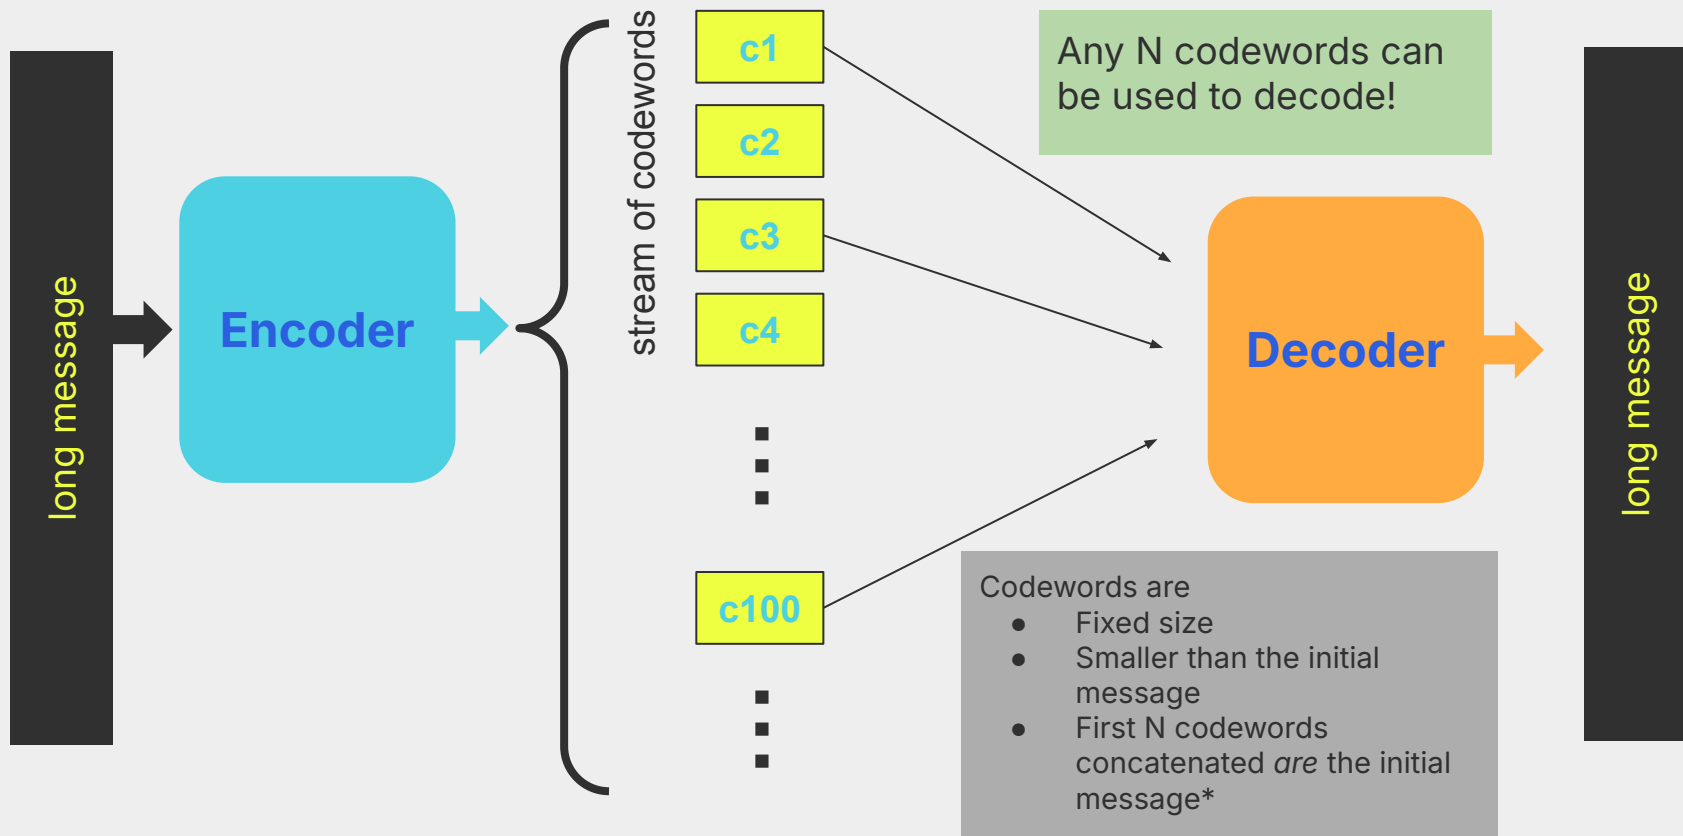 long message
Encoder
stream of codewords
c1
c2
c3
c4
c100
Any N codewords can
be used to decode!
Decoder
long message
Codewords are
● Fixed size
● Smaller than the initial
message
● First N codewords
concatenated are the initial
message*